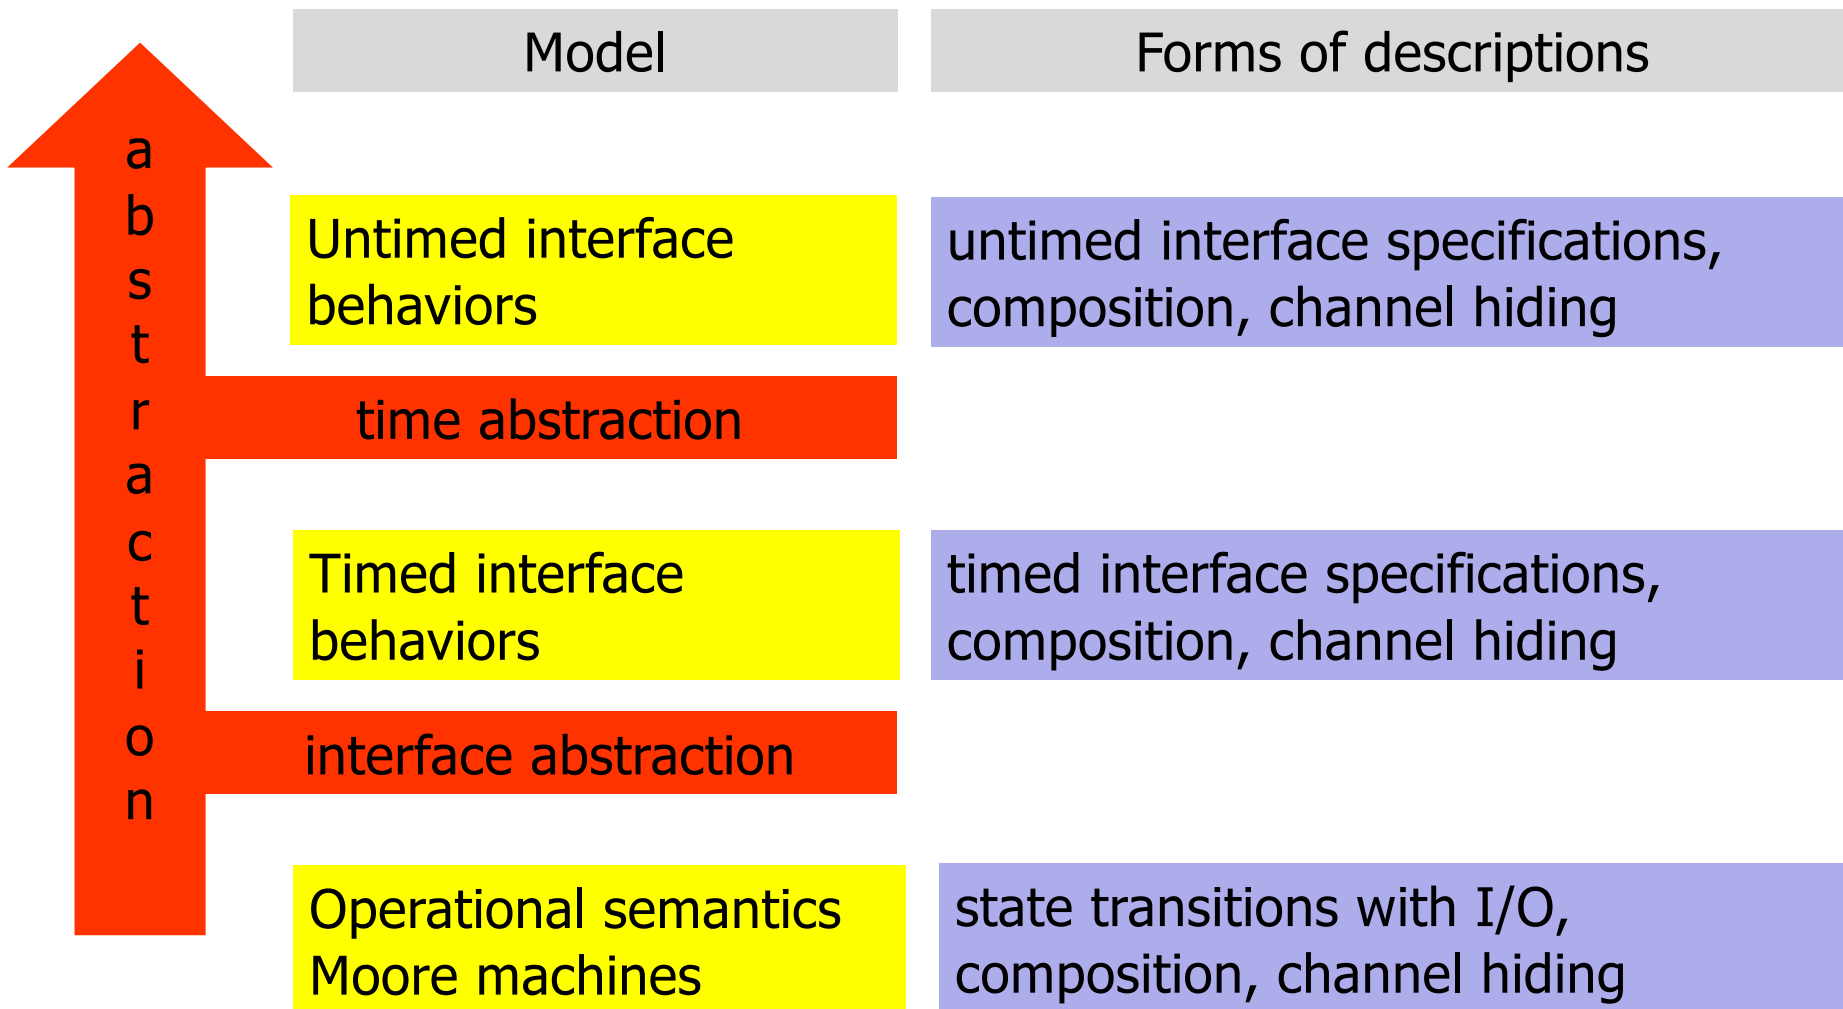 Model
Forms of descriptions
abstraction
Untimed interface
behaviors
untimed interface specifications,
composition, channel hiding
time abstraction
Timed interface
behaviors
timed interface specifications,
composition, channel hiding
interface abstraction
Operational semantics
Moore machines
state transitions with I/O,
composition, channel hiding